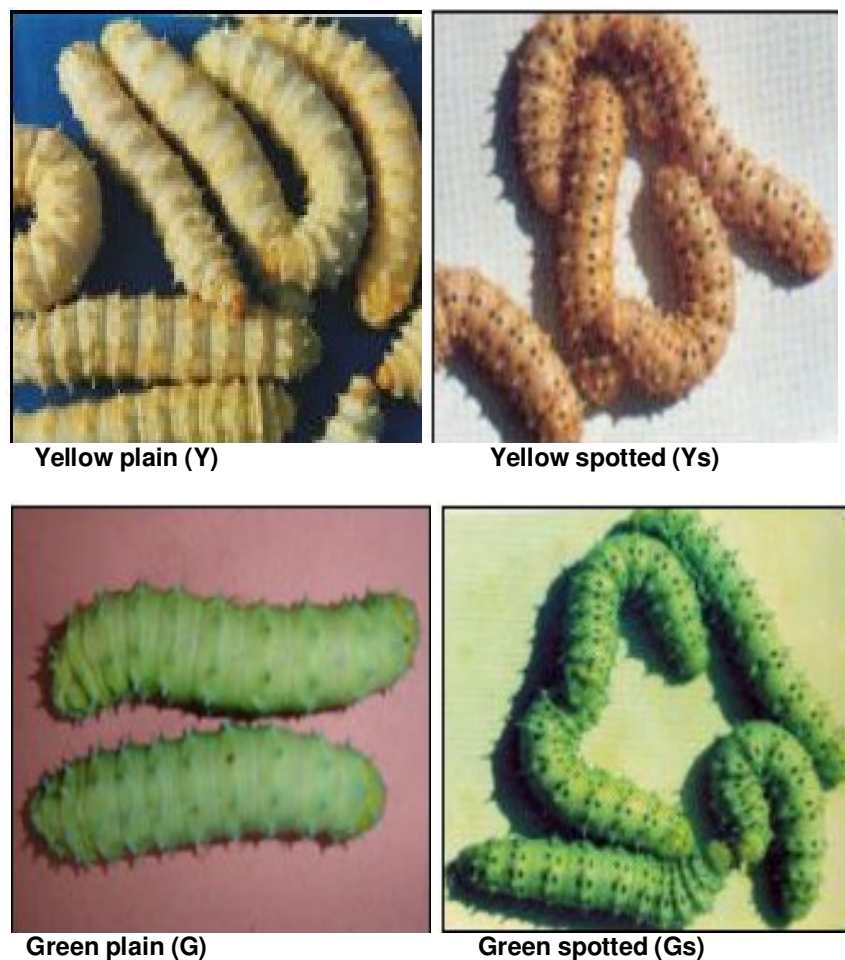 Yellow plain (Y)
Yellow spotted (Ys)
Green plain (G)
Green spotted (Gs)